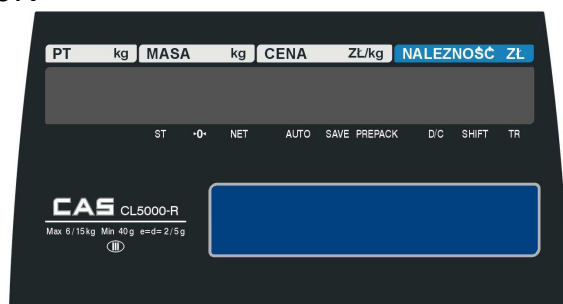 PT kg MASA kg CENA ZŁ/kg NALEZNOŚĆ ZŁ
ST ▸0◂ NET AUTO SAVE PREPACK D/C SHIFT TR
CAS CL5000-R
Max 6/15kg Min 40g e=d=2/5g
III